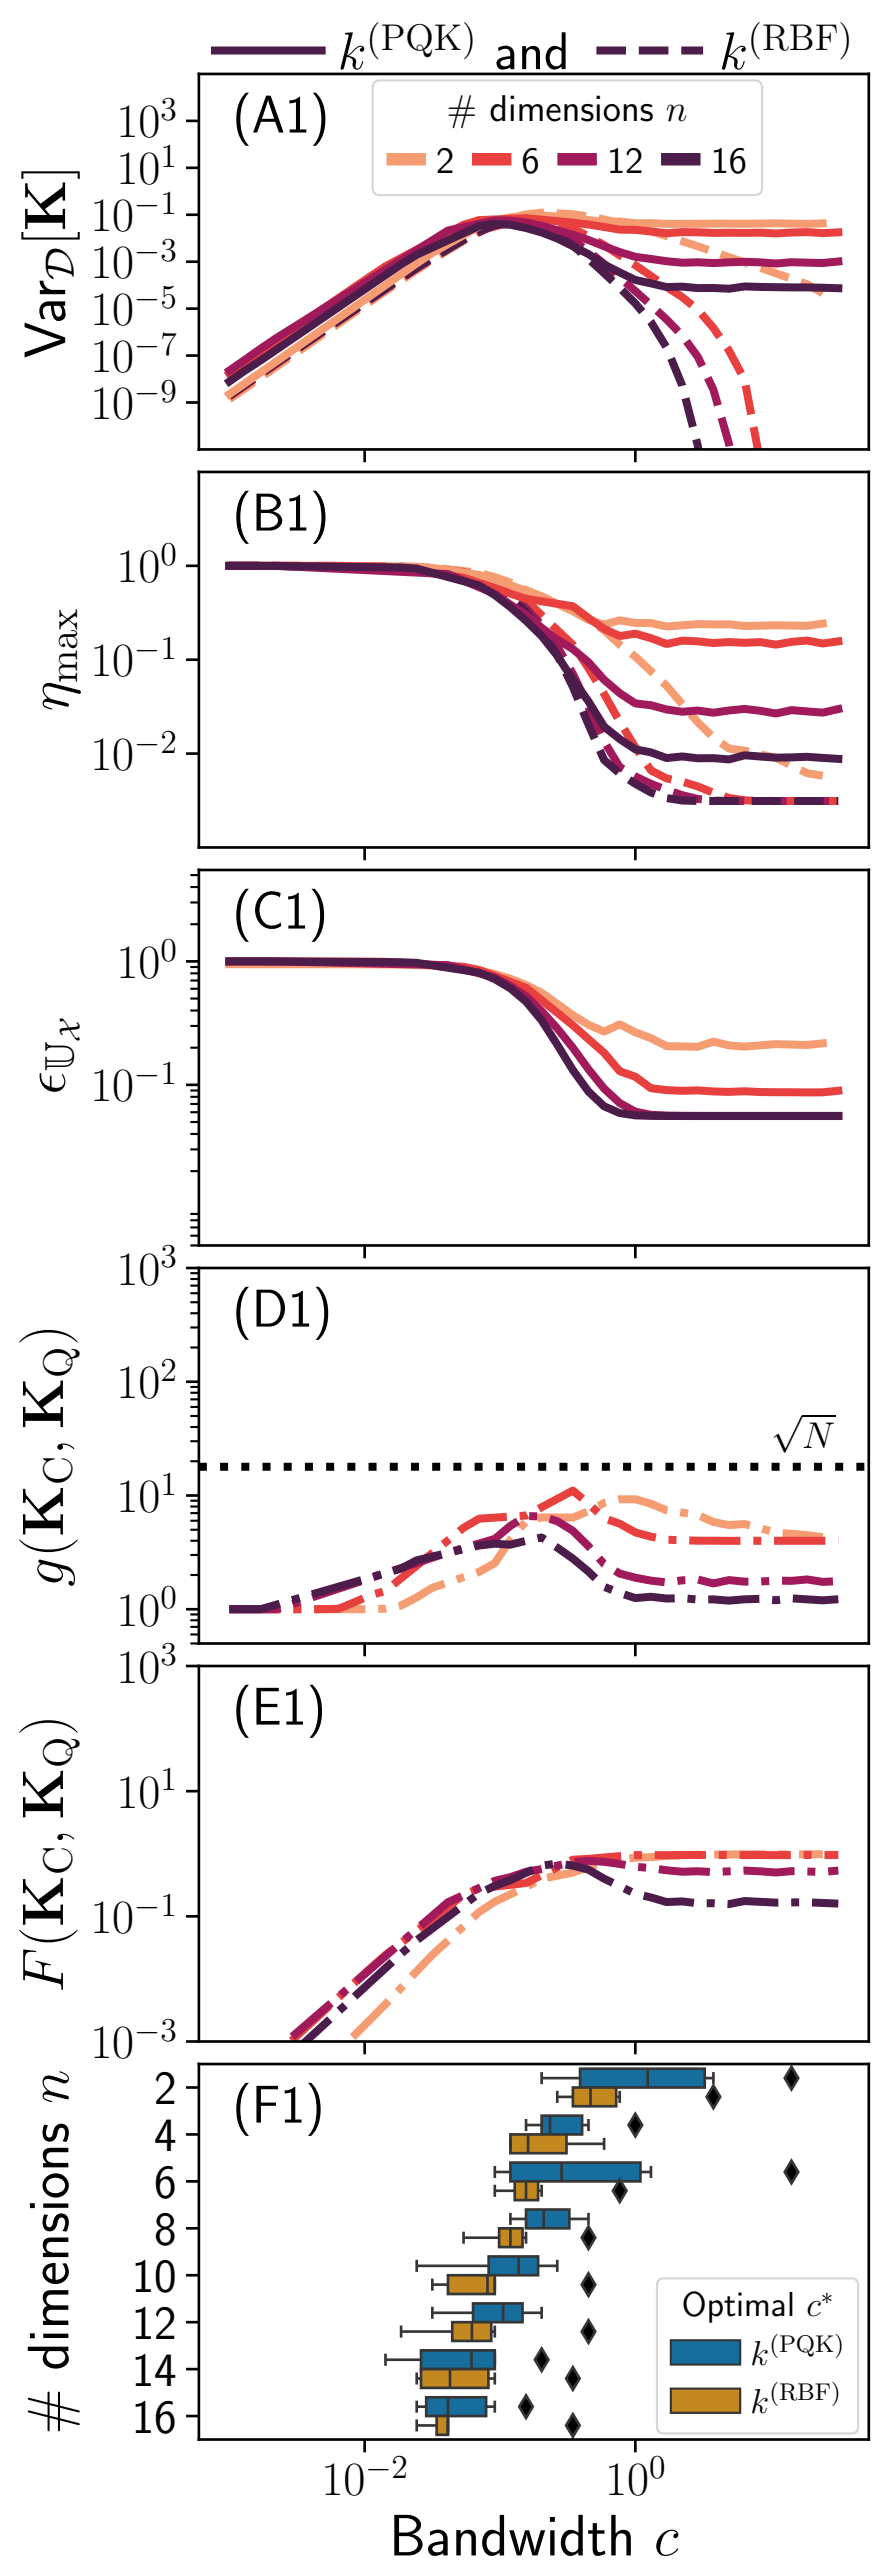 k^(PQK) and k^(RBF)
(A1)
# dimensions n
2 6 12 16
10^3
10^1
10^−1
10^−3
10^−5
10^−7
10^−9
Var_𝒟[K]
(B1)
10^0
10^−1
10^−2
η_max
(C1)
10^0
10^−1
ϵ_𝕌_𝒳
(D1)
10^3
10^2
10^1
10^0
√N
g(K_C, K_Q)
(E1)
10^3
10^1
10^−1
10^−3
F(K_C, K_Q)
(F1)
2
4
6
8
10
12
14
16
# dimensions n
Optimal c*
k^(PQK)
k^(RBF)
10^−2 10^0
Bandwidth c